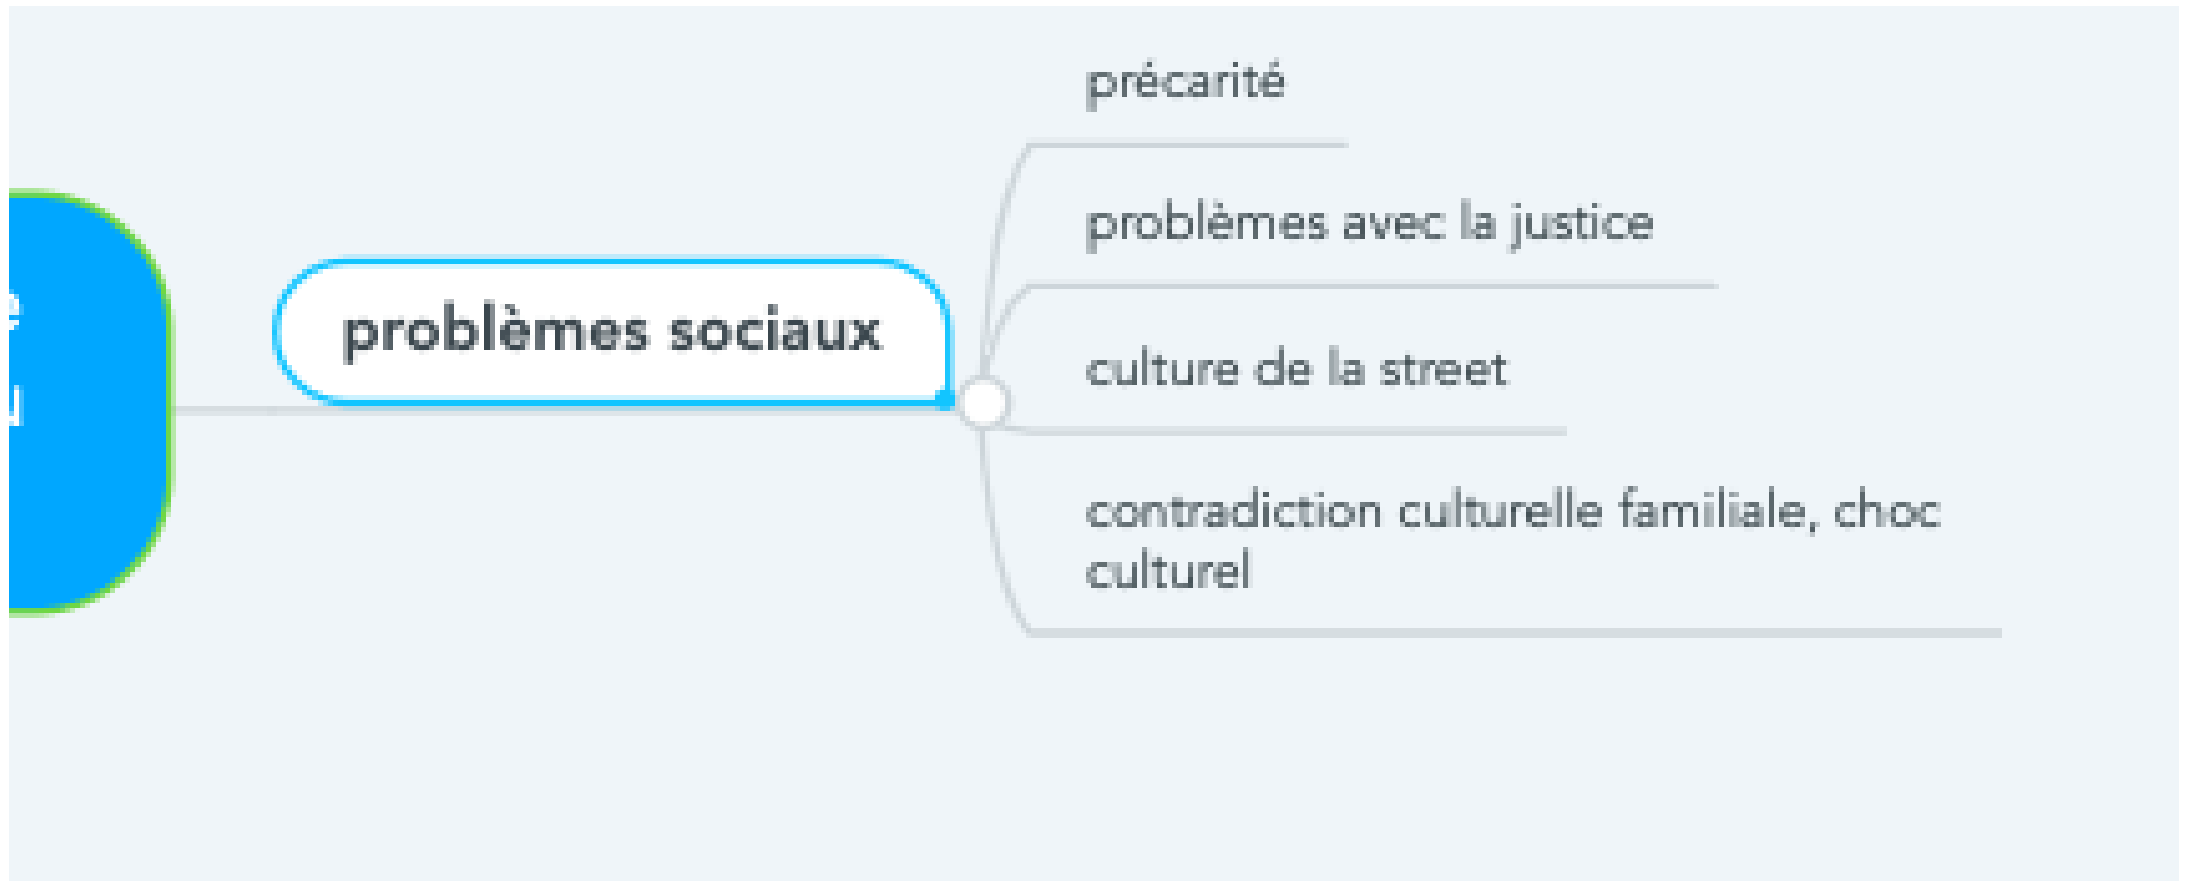 précarité
problèmes avec la justice
problèmes sociaux
culture de la street
contradiction culturelle familiale, choc
culturel